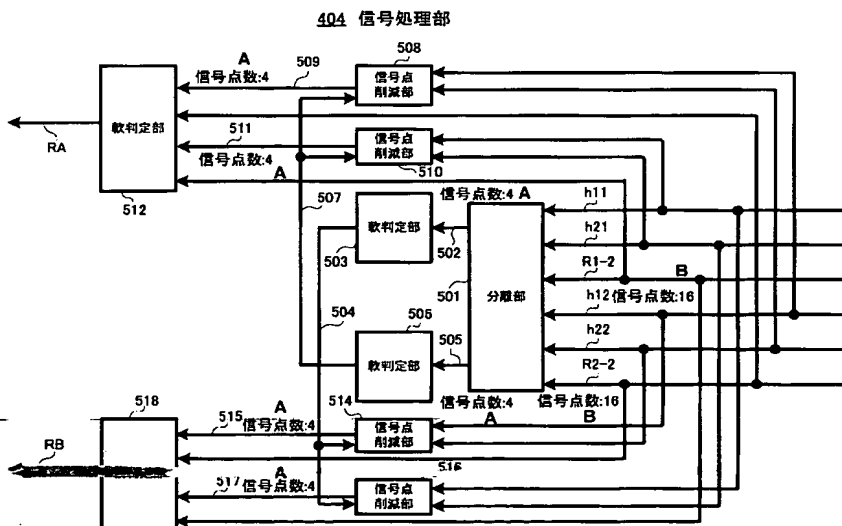 404 信号処理部
A
509
508
信号点数:4
信号点
削減部
軟判定部
RA
511
信号点
削減部
信号点数:4
510
A
512
507
信号点数:4 A
h11
軟判定部
502
h21
503
501
R1-2
B
分離部
504
506
h12 信号点数:16
505
h22
軟判定部
R2-2
518
信号点数:4
信号点数:16
A
514
A
B
515
信号点数:4
信号点
削減部
RB
A
516
517 信号点数:4
信号点
削減部